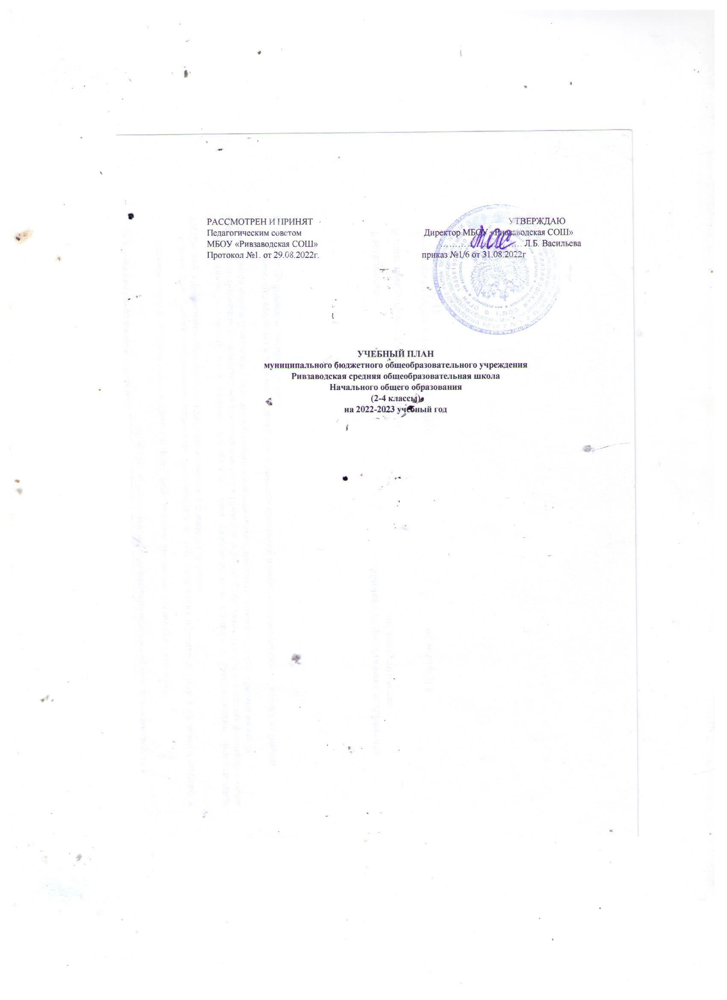 РАССМОТРЕН И ПРИНЯТ
Педагогическим советом
МБОУ «Ривзаводская СОШ»
Протокол №1. от 29.08.2022г.
УТВЕРЖДАЮ
Директор МБОУ «Ривзаводская СОШ»
Л.Б. Васильева
приказ №1/6 от 31.08.2022г
УЧЕБНЫЙ ПЛАН
муниципального бюджетного общеобразовательного учреждения
Ривзаводская средняя общеобразовательная школа
Начального общего образования
(2-4 классы)
на 2022-2023 учебный год